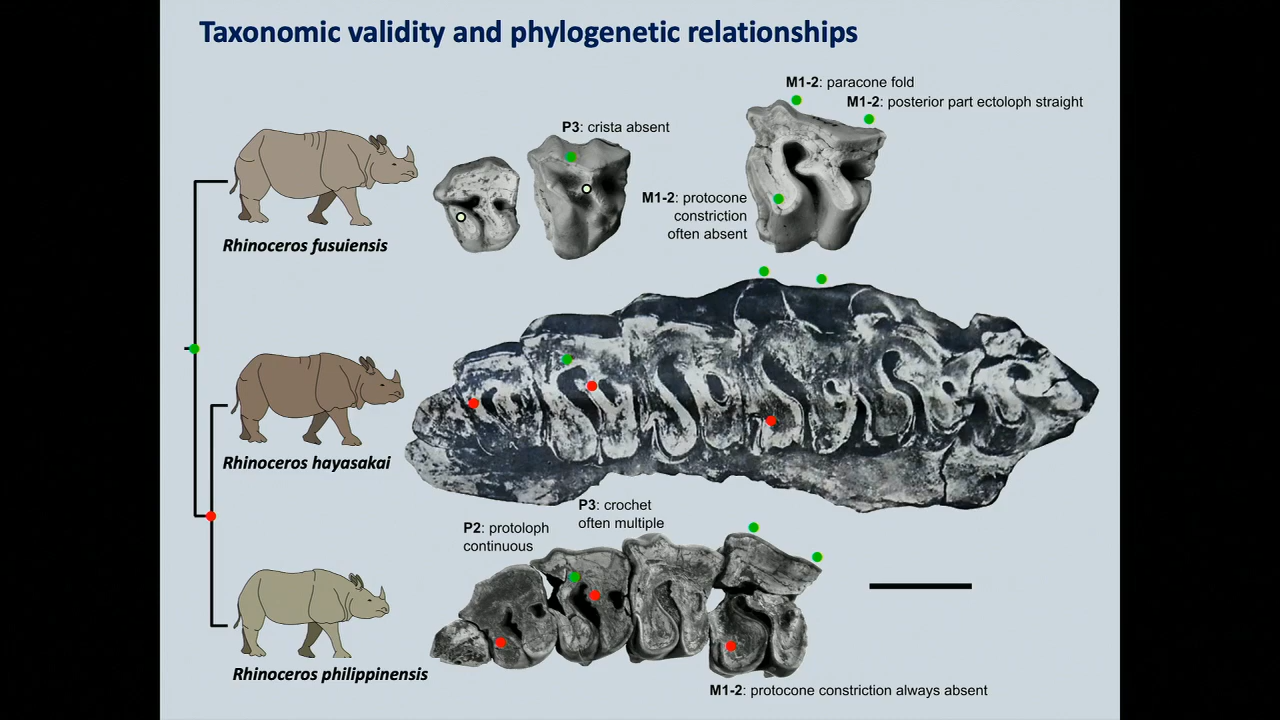 Taxonomic validity and phylogenetic relationships
M1-2: paracone fold
M1-2: posterior part ectoloph straight
P3: crista absent
M1-2: protocone
constriction
often absent
Rhinoceros fusuiensis
Rhinoceros hayasakai
P3: crochet
often multiple
P2: protoloph
continuous
Rhinoceros philippinensis
M1-2: protocone constriction always absent